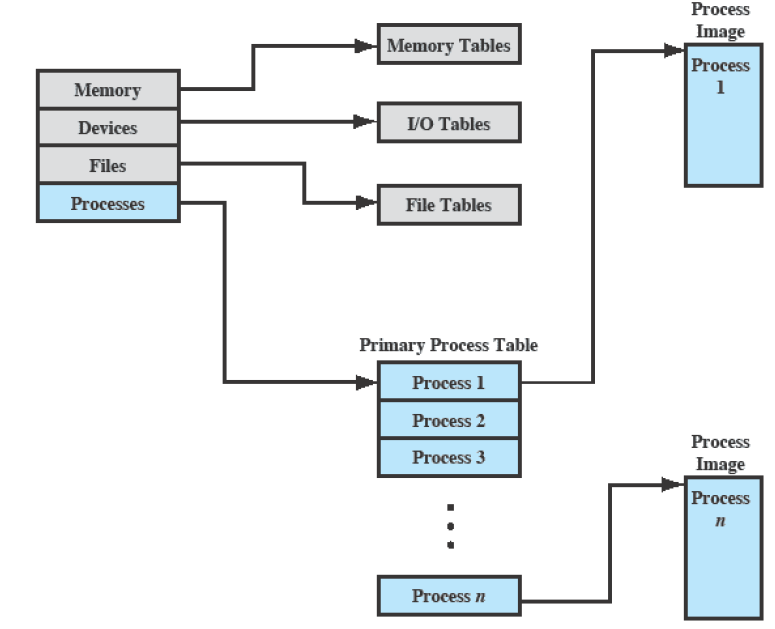 Memory
Devices
Files
Processes
Memory Tables
I/O Tables
File Tables
Primary Process Table
Process 1
Process 2
Process 3
Process n
Process
Image
Process
1
Process
Image
Process
n